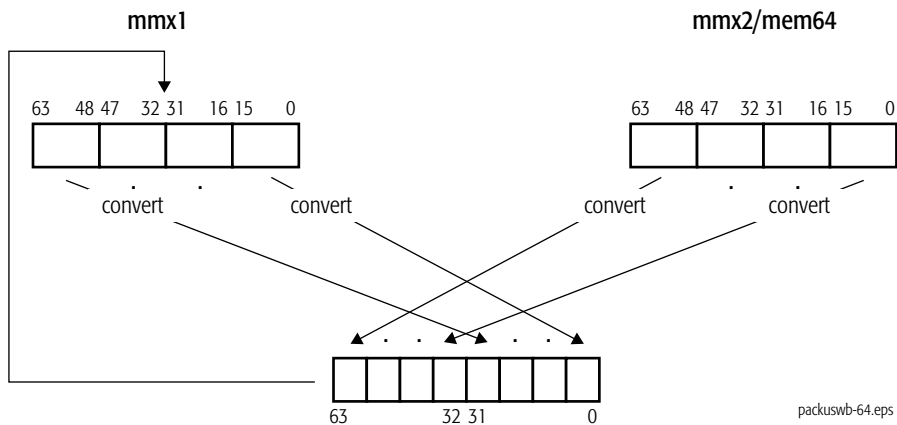 mmx1 mmx2/mem64
63 48 47 32 31 16 15 0 63 48 47 32 31 16 15 0
. . . .
convert convert convert convert
. . . . . .
63 32 31 0
packuswb-64.eps